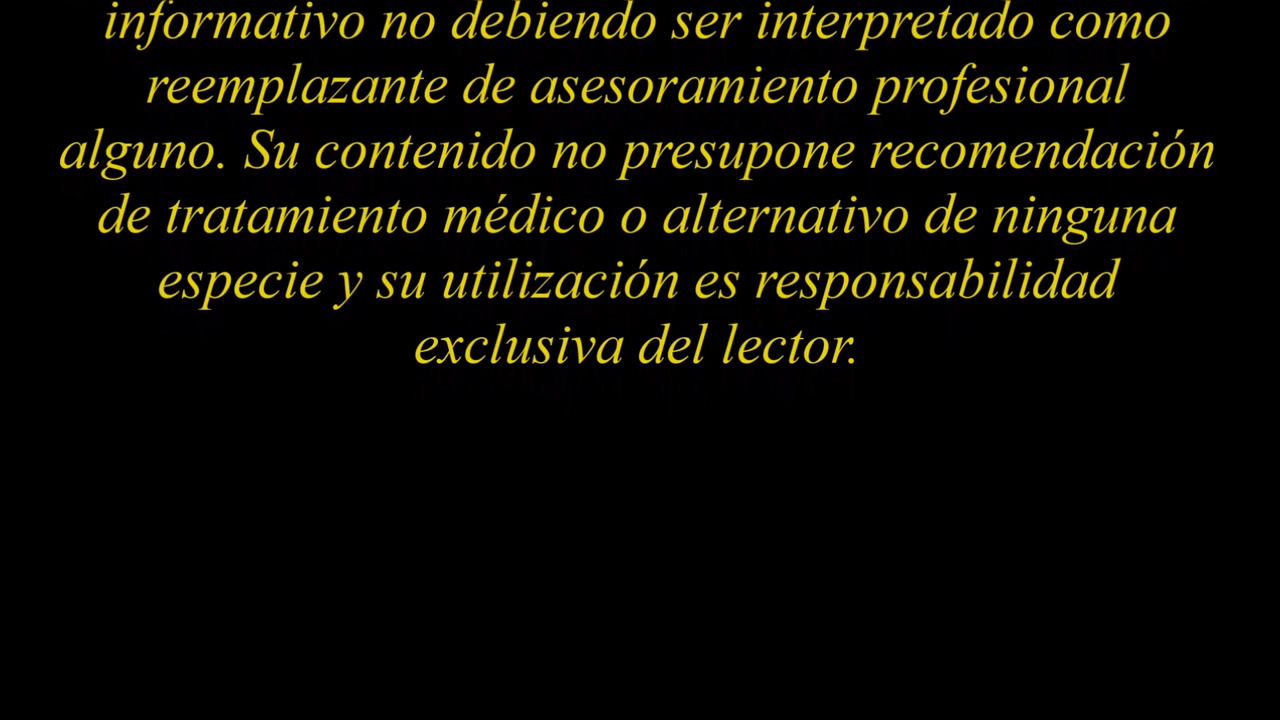 informativo no debiendo ser interpretado como
reemplazante de asesoramiento profesional
alguno. Su contenido no presupone recomendación
de tratamiento médico o alternativo de ninguna
especie y su utilización es responsabilidad
exclusiva del lector.